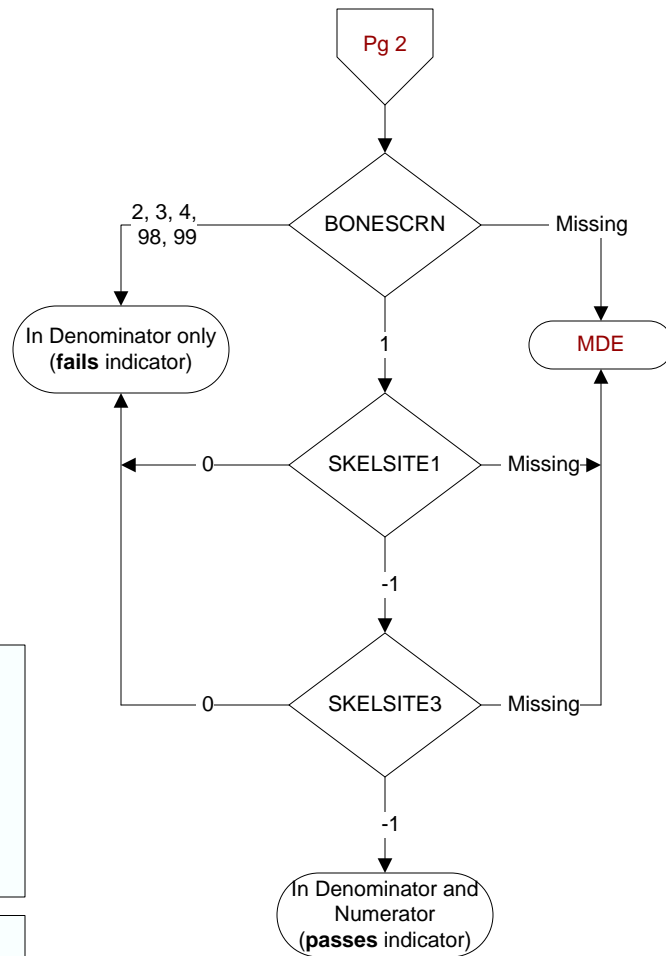 Pg 2
BONESCRN
2, 3, 4,
98, 99
Missing
In Denominator only
(fails indicator)
MDE
1
0
SKELSITE1
Missing
-1
0
SKELSITE3
Missing
-1
In Denominator and
Numerator
(passes indicator)